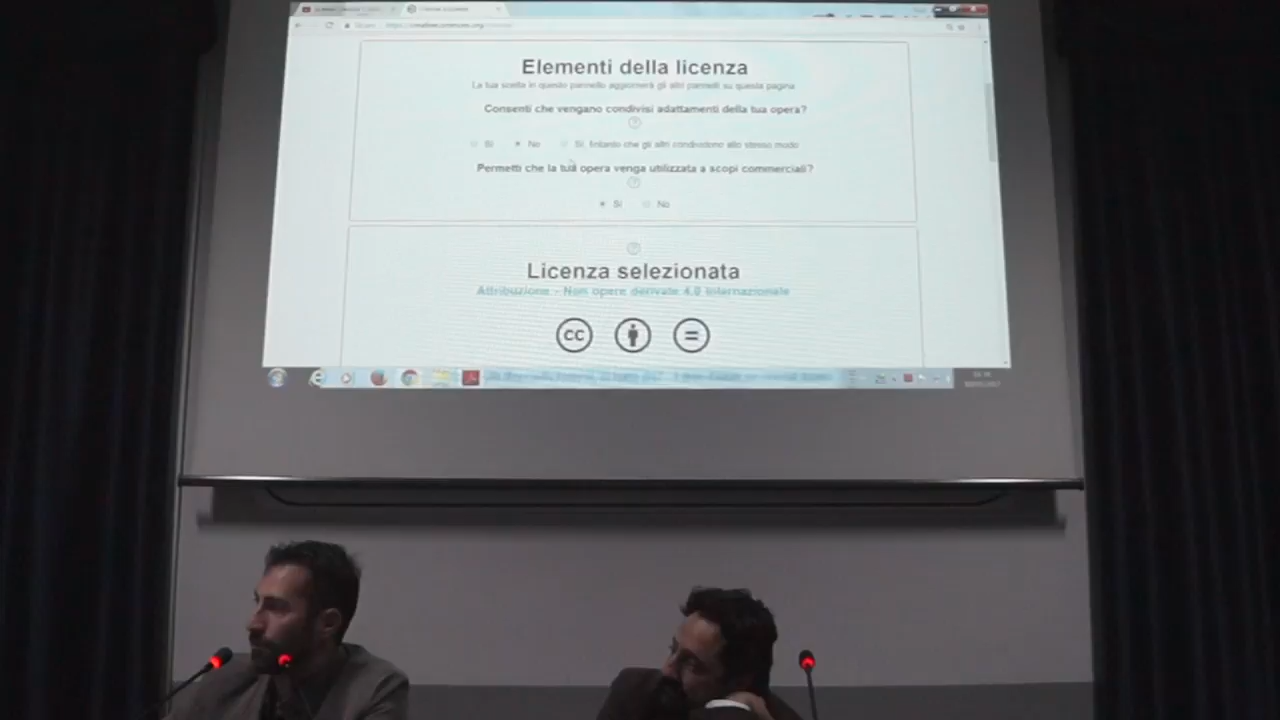 Elementi della licenza
La tua scelta in questo pannello aggiornerà gli altri pannelli su questa pagina
Consenti che vengano condivisi adattamenti della tua opera?
?
Sì No Sì, fintanto che gli altri condividono allo stesso modo
Permetti che la tua opera venga utilizzata a scopi commerciali?
?
Sì No
?
Licenza selezionata
Attribuzione - Non opere derivate 4.0 Internazionale
CC =